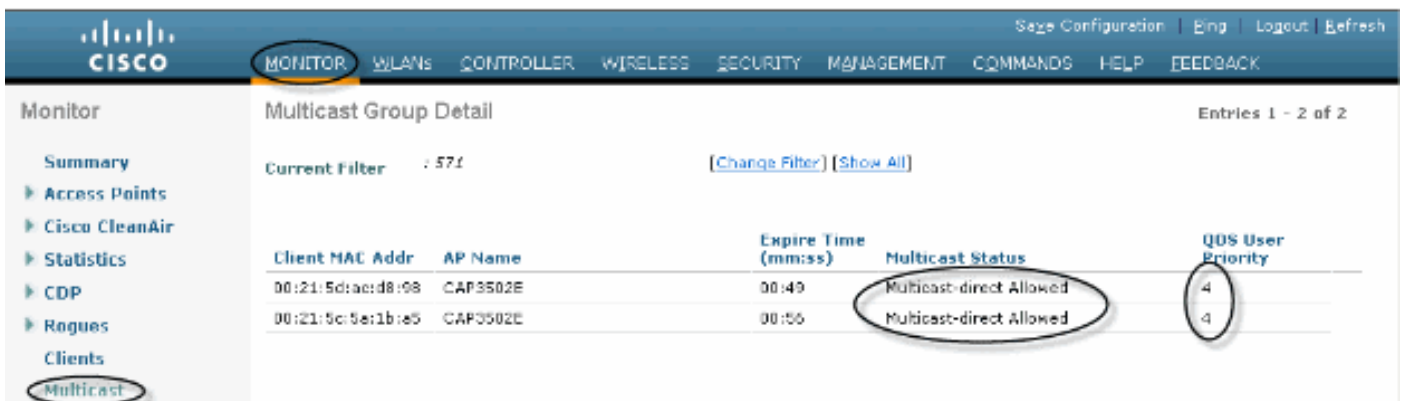 Save Configuration | Ping | Logout | Refresh
CISCO
MONITOR WLANs CONTROLLER WIRELESS SECURITY MANAGEMENT COMMANDS HELP FEEDBACK
Monitor
Multicast Group Detail
Entries 1 - 2 of 2
Summary
Access Points
Cisco CleanAir
Statistics
CDP
Rogues
Clients
Multicast
Current Filter : 571
[Change Filter] [Show All]
Client MAC Addr AP Name Expire Time (mm:ss) Multicast Status QOS User Priority
00:21:5d:ac:d8:98 CAP3502E 00:49 Multicast-direct Allowed 4
00:21:5c:5a:1b:a5 CAP3502E 00:56 Multicast-direct Allowed 4